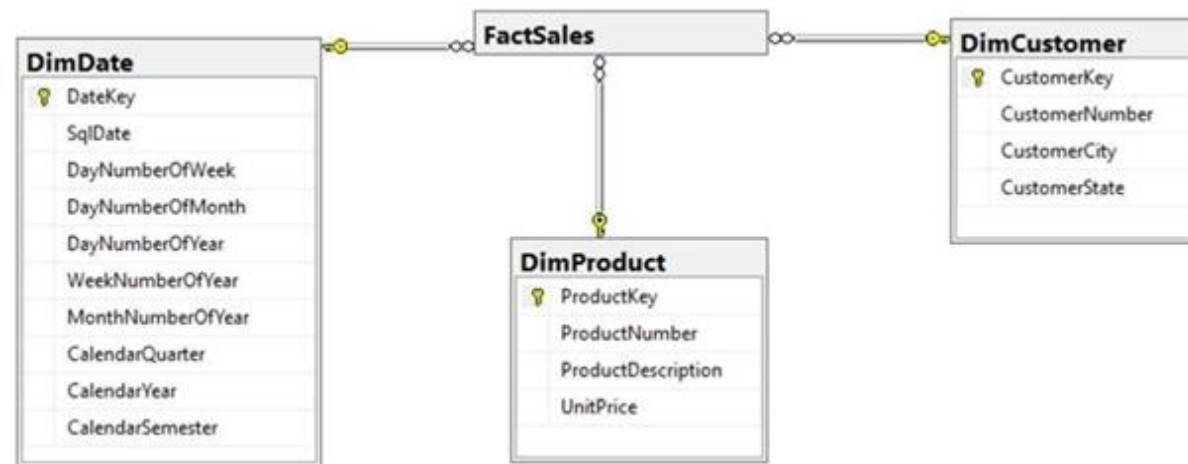 DimDate
DateKey
SqlDate
DayNumberOfWeek
DayNumberOfMonth
DayNumberOfYear
WeekNumberOfYear
MonthNumberOfYear
CalendarQuarter
CalendarYear
CalendarSemester
FactSales
DimProduct
ProductKey
ProductNumber
ProductDescription
UnitPrice
DimCustomer
CustomerKey
CustomerNumber
CustomerCity
CustomerState